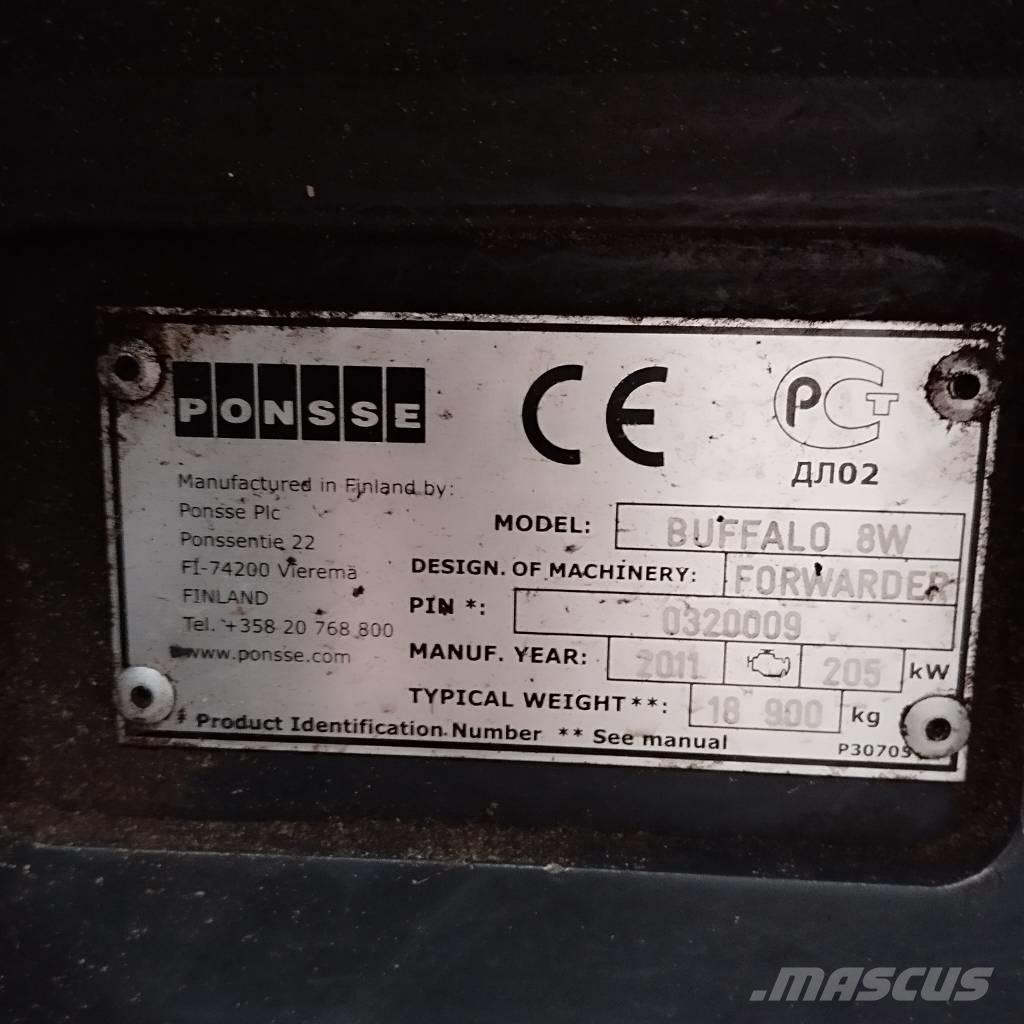 PONSSE
CE
PCT
ДЛ02
Manufactured in Finland by:
Ponsse Plc
Ponssentie 22
FI-74200 Vieremä
FINLAND
Tel. +358 20 768 800
www.ponsse.com
MODEL: BUFFALO 8W
DESIGN. OF MACHINERY: FORWARDER
PIN *: 0320009
MANUF. YEAR: 2011 205 kW
TYPICAL WEIGHT**: 18 900 kg
* Product Identification Number ** See manual
.MASCUS